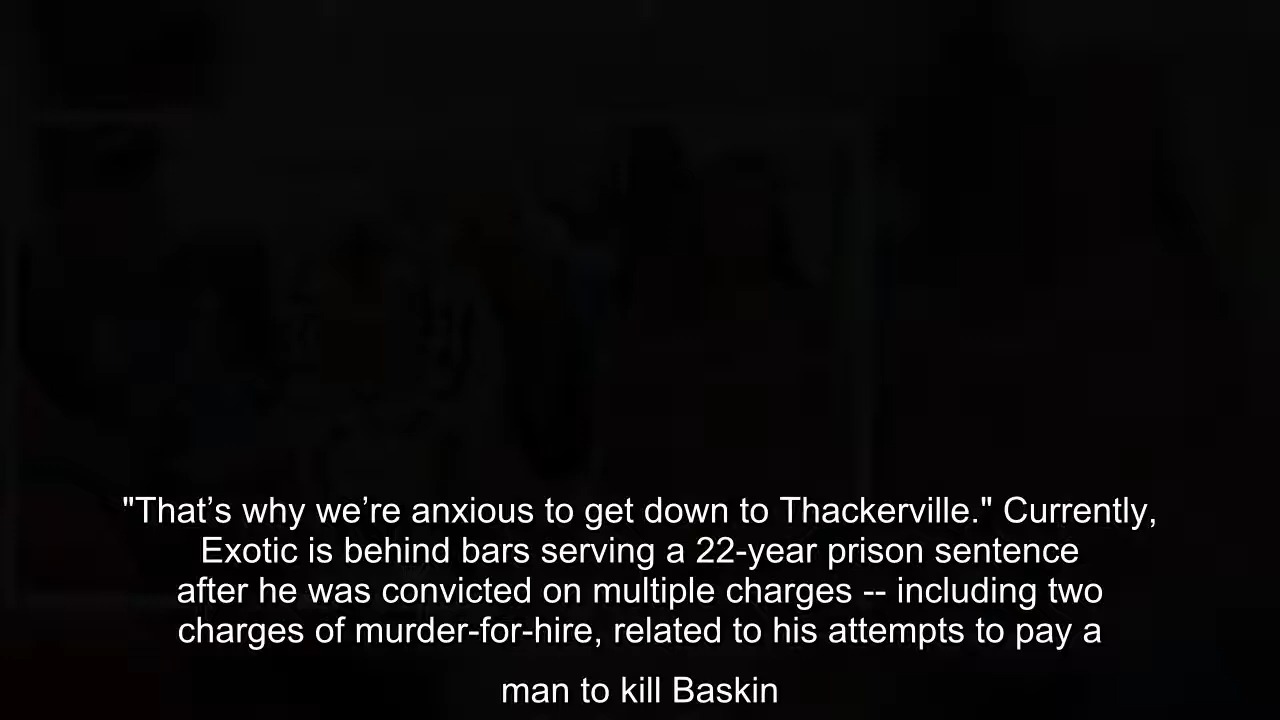 "That’s why we’re anxious to get down to Thackerville." Currently,
Exotic is behind bars serving a 22-year prison sentence
after he was convicted on multiple charges -- including two
charges of murder-for-hire, related to his attempts to pay a
man to kill Baskin